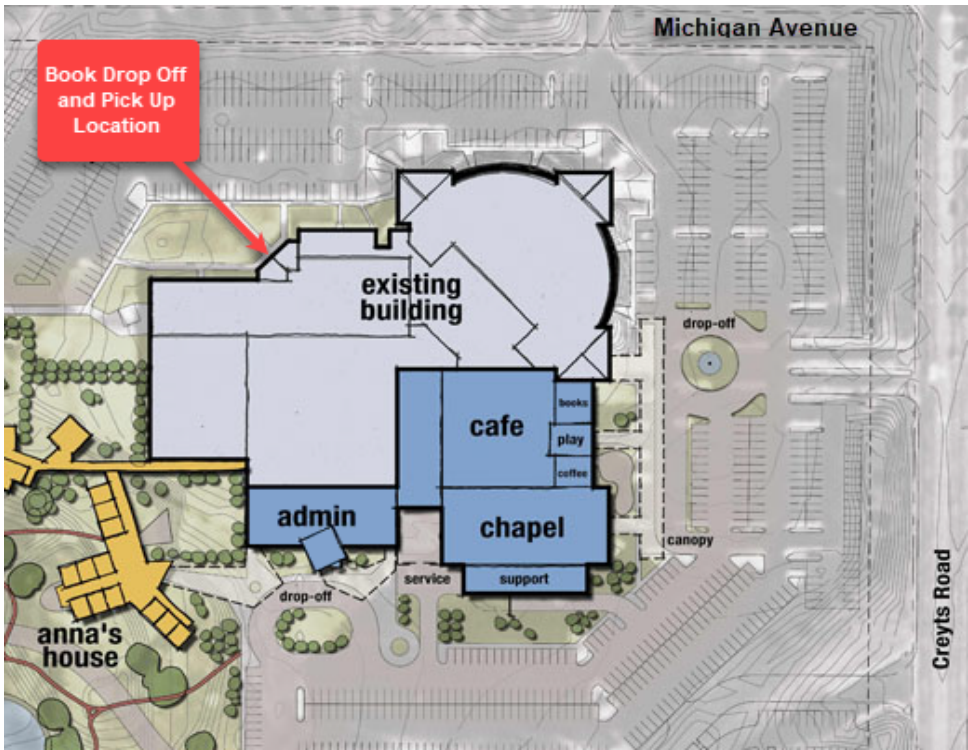 Michigan Avenue
Book Drop Off
and Pick Up
Location
existing
building
drop-off
books
cafe
play
coffee
admin
chapel
canopy
service
support
drop-off
anna's
house
Creyts Road